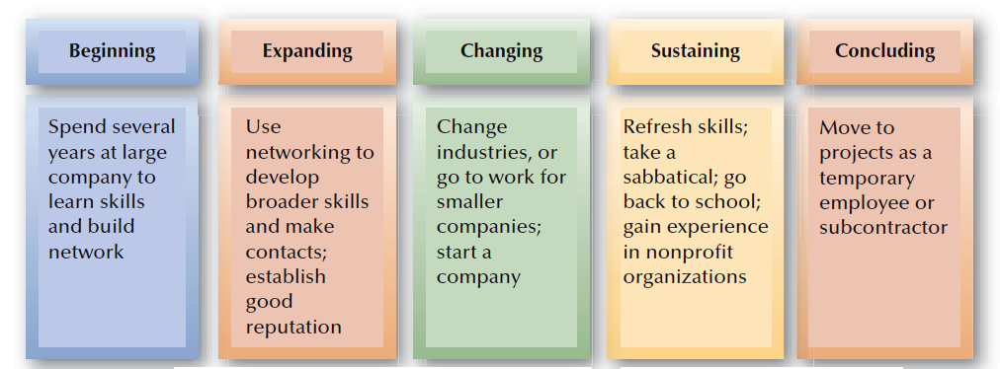 Beginning
Spend several
years at large
company to
learn skills
and build
network
Expanding
Use
networking to
develop
broader skills
and make
contacts;
establish
good
reputation
Changing
Change
industries, or
go to work for
smaller
companies;
start a
company
Sustaining
Refresh skills;
take a
sabbatical; go
back to school;
gain experience
in nonprofit
organizations
Concluding
Move to
projects as a
temporary
employee or
subcontractor